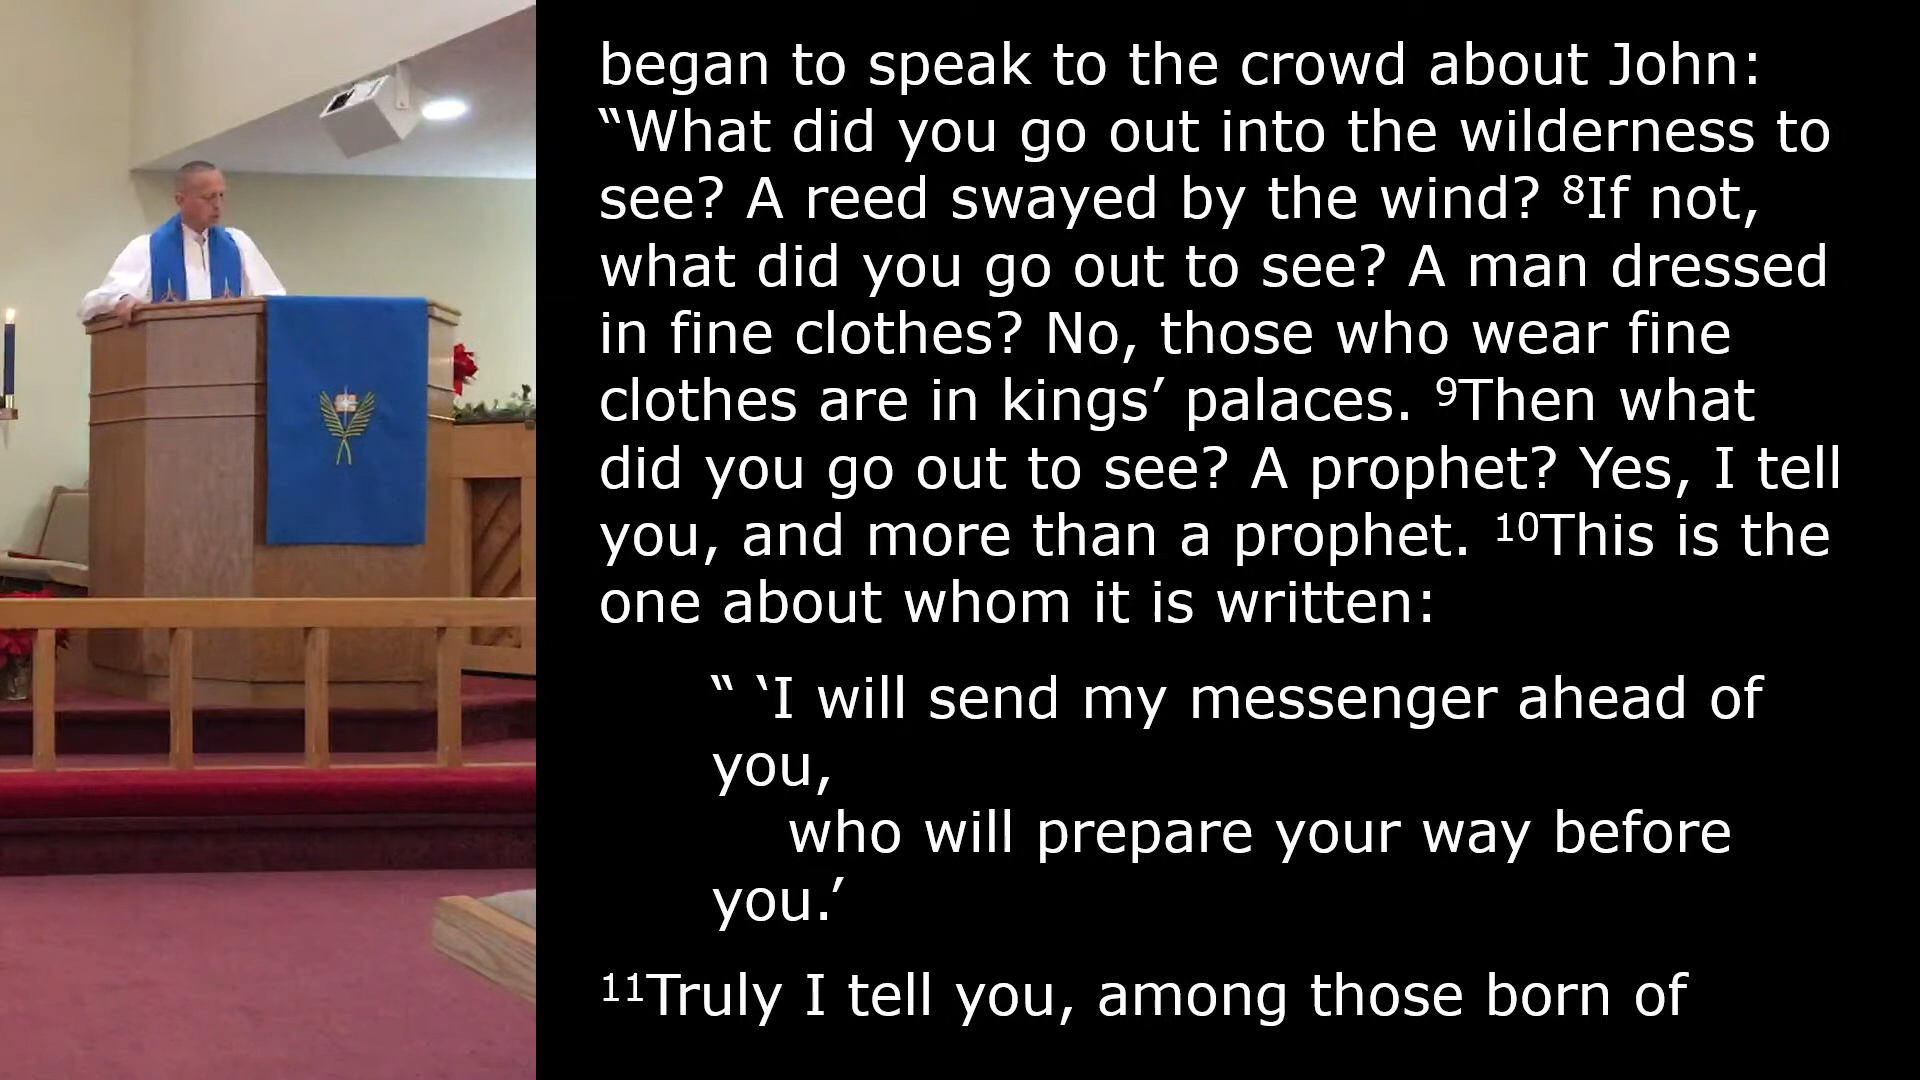 began to speak to the crowd about John:
“What did you go out into the wilderness to
see? A reed swayed by the wind? ⁸If not,
what did you go out to see? A man dressed
in fine clothes? No, those who wear fine
clothes are in kings’ palaces. ⁹Then what
did you go out to see? A prophet? Yes, I tell
you, and more than a prophet. ¹⁰This is the
one about whom it is written:
“ ‘I will send my messenger ahead of
you,
who will prepare your way before
you.’
¹¹Truly I tell you, among those born of